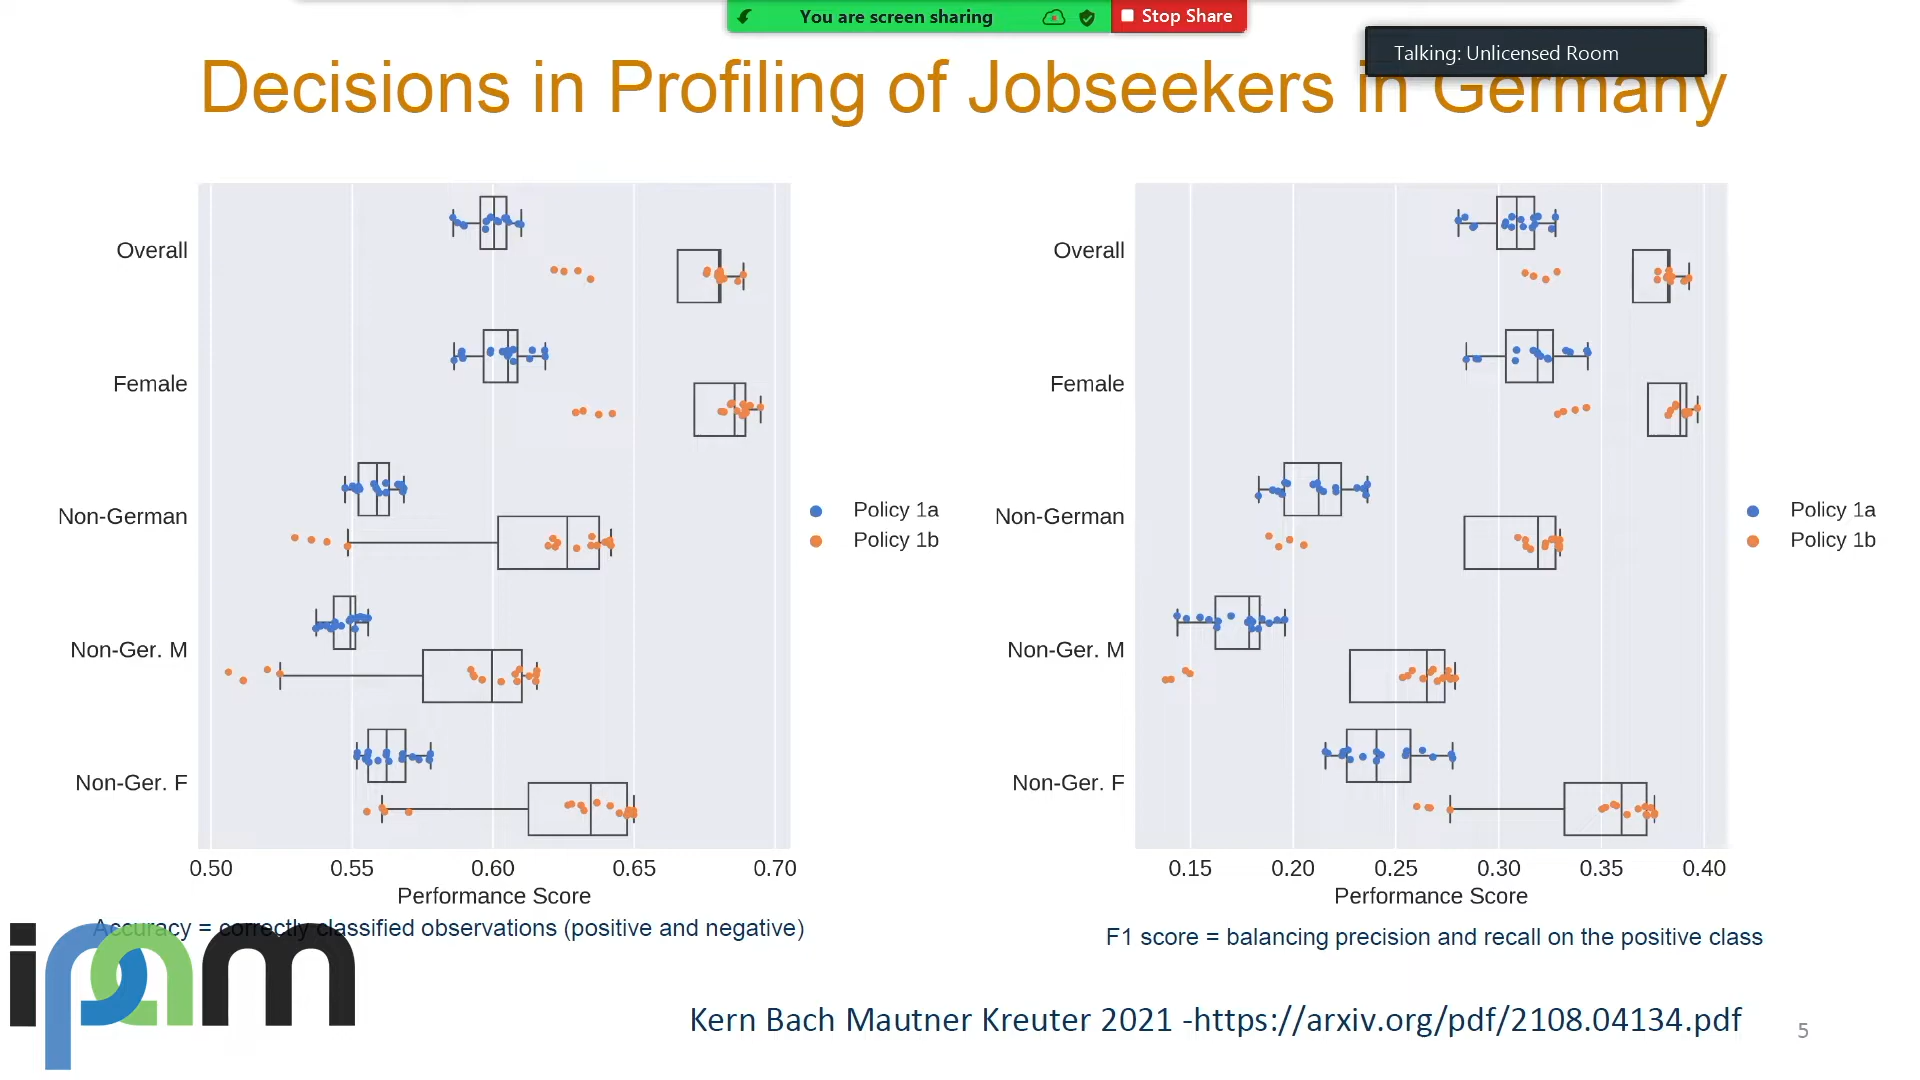 You are screen sharing
Stop Share
Talking: Unlicensed Room
Decisions in Profiling of Jobseekers in Germany
Overall
Female
Non-German
Non-Ger. M
Non-Ger. F
0.50 0.55 0.60 0.65 0.70
Performance Score
Policy 1a
Policy 1b
Accuracy = correctly classified observations (positive and negative)
Overall
Female
Non-German
Non-Ger. M
Non-Ger. F
0.15 0.20 0.25 0.30 0.35 0.40
Performance Score
Policy 1a
Policy 1b
F1 score = balancing precision and recall on the positive class
ipam
Kern Bach Mautner Kreuter 2021 -https://arxiv.org/pdf/2108.04134.pdf
5